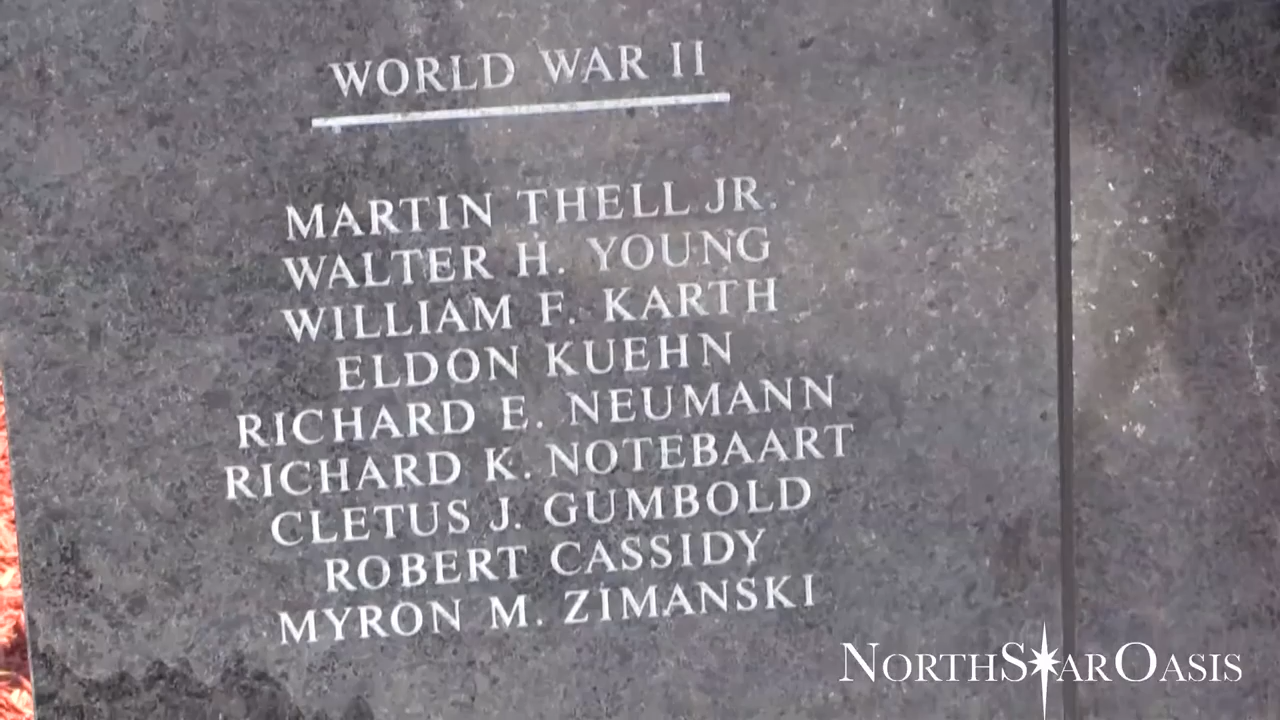 WORLD WAR II
MARTIN THELL JR.
WALTER H. YOUNG
WILLIAM F. KARTH
ELDON KUEHN
RICHARD E. NEUMANN
RICHARD K. NOTEBAART
CLETUS J. GUMBOLD
ROBERT CASSIDY
MYRON M. ZIMANSKI
NORTHSTAROASIS